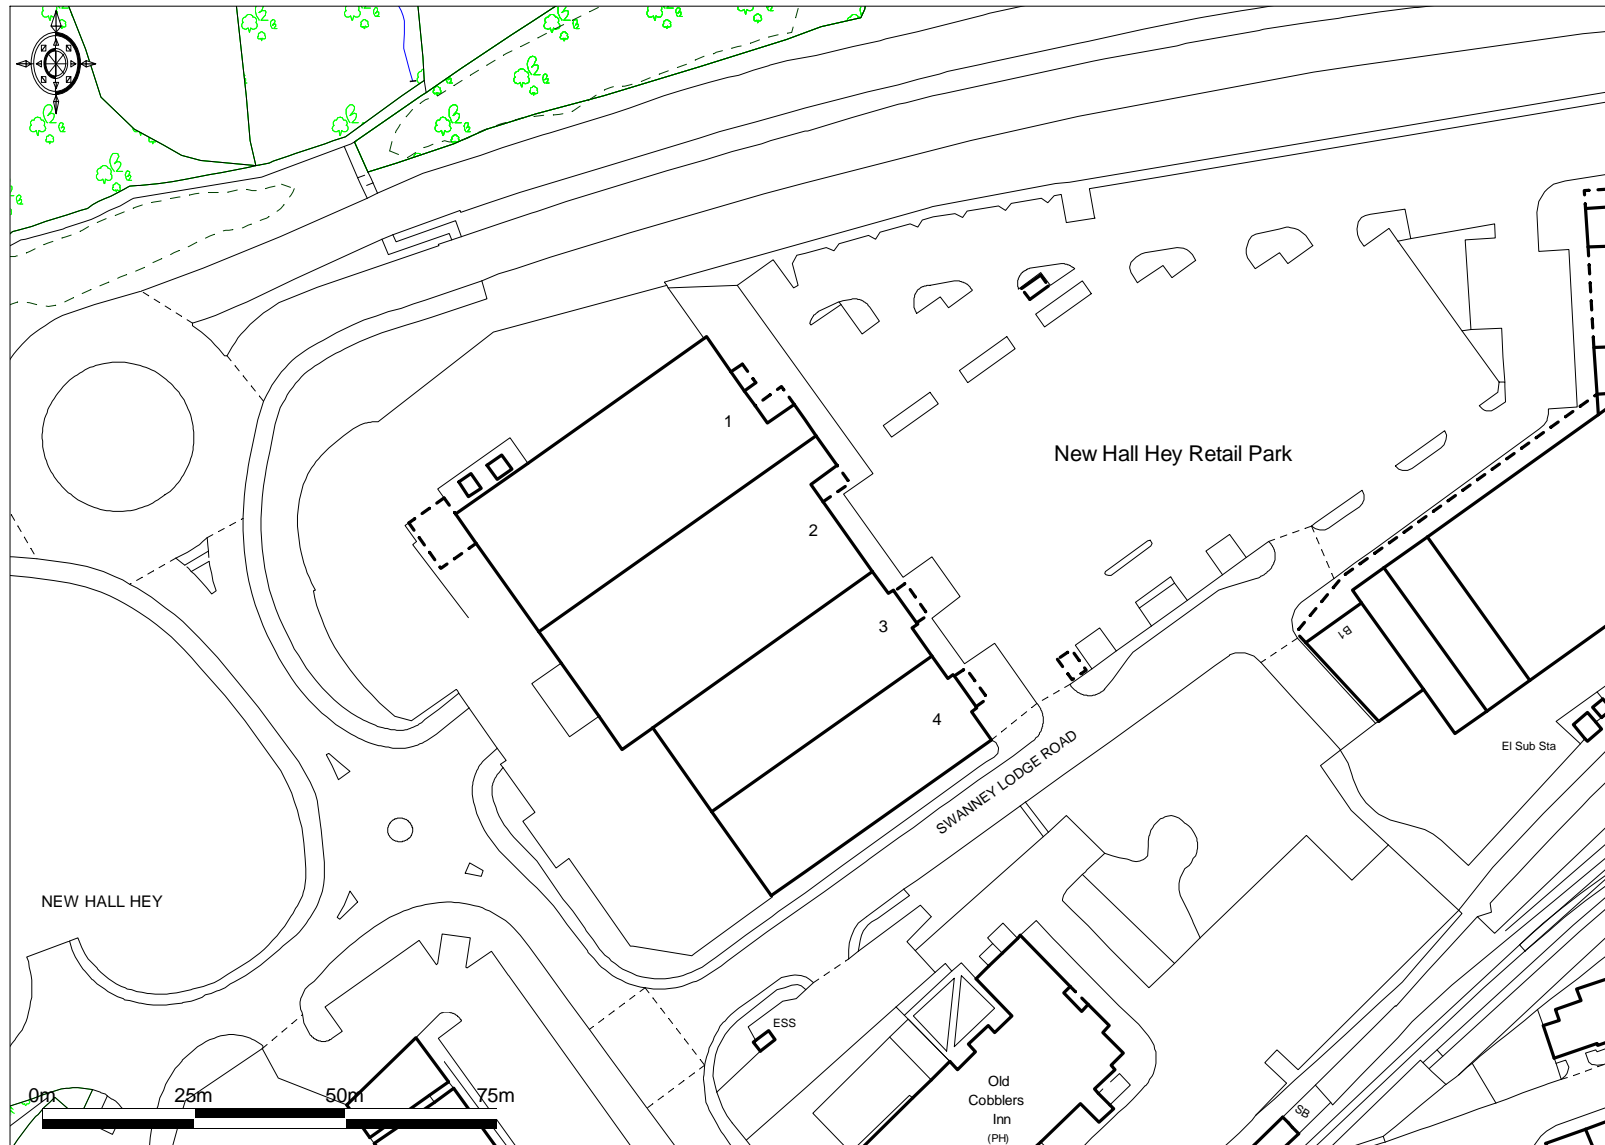 1
New Hall Hey Retail Park
2
3
B1
4
SWANNEY LODGE ROAD
El Sub Sta
NEW HALL HEY
ESS
Old
Cobblers
Inn
(PH)
SB
0m 25m 50m 75m